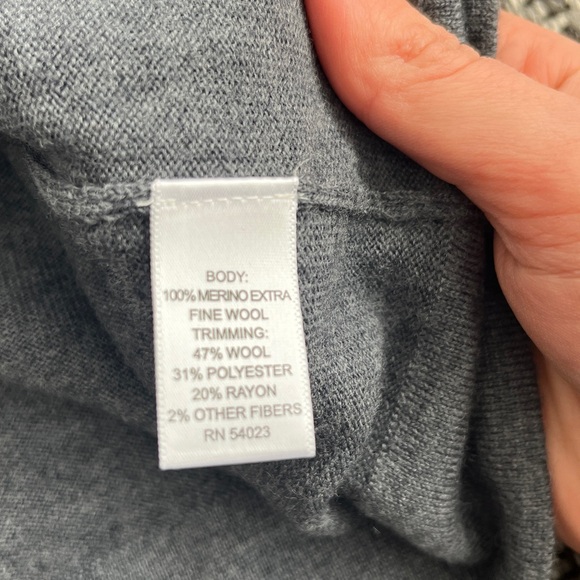 BODY:
100% MERINO EXTRA
FINE WOOL
TRIMMING:
47% WOOL
31% POLYESTER
20% RAYON
2% OTHER FIBERS
RN 54023